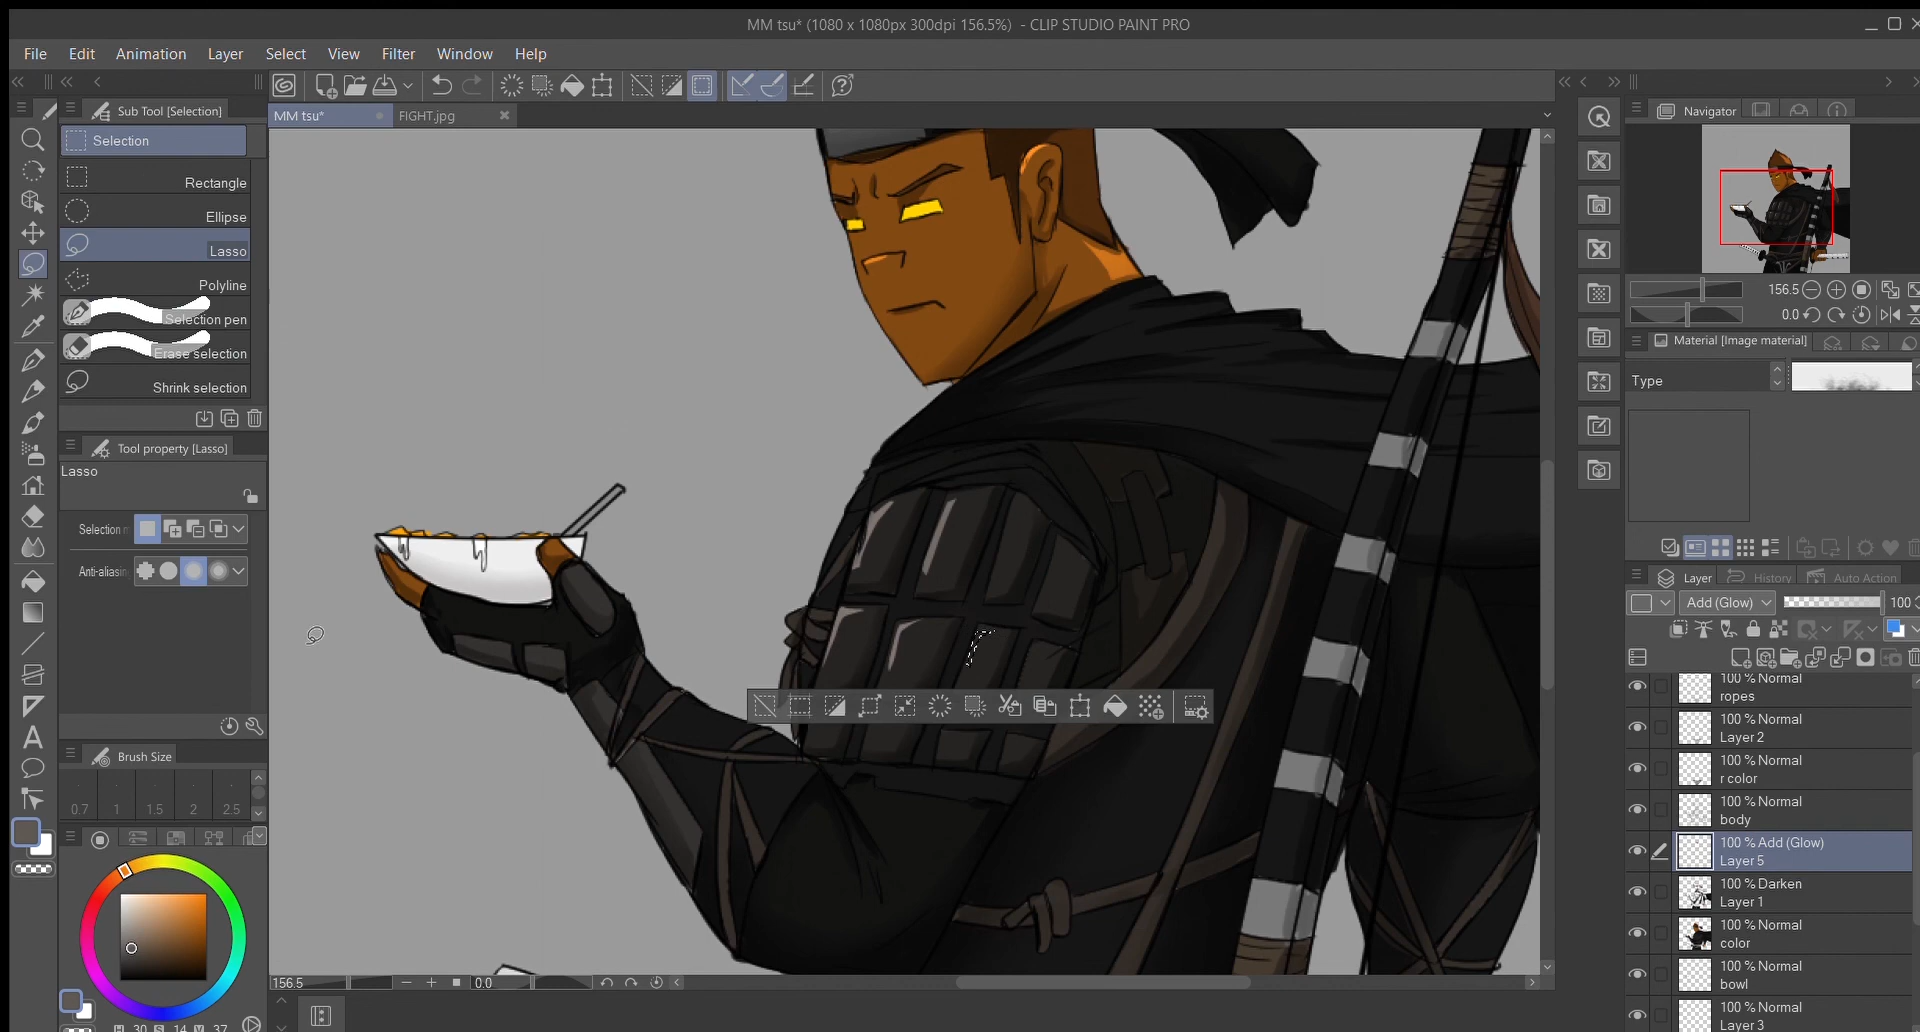 MM tsu* (1080 x 1080px 300dpi 156.5%) - CLIP STUDIO PAINT PRO
File Edit Animation Layer Select View Filter Window Help
Sub Tool [Selection]
MM tsu*
FIGHT.jpg
Navigator
Selection
Rectangle
Ellipse
Lasso
Polyline
Selection pen
Erase selection
Shrink selection
156.5
0.0
Material [Image material]
Type
Tool property [Lasso]
Lasso
Selection
Anti-aliasin
Brush Size
0.7 1 1.5 2 2.5
H 30 S 14 V 37
156.5
0.0
Layer
History
Auto Action
Add (Glow)
100
100 % Normal
ropes
100 % Normal
Layer 2
100 % Normal
r color
100 % Normal
body
100 % Add (Glow)
Layer 5
100 % Darken
Layer 1
100 % Normal
color
100 % Normal
bowl
100 % Normal
Layer 3